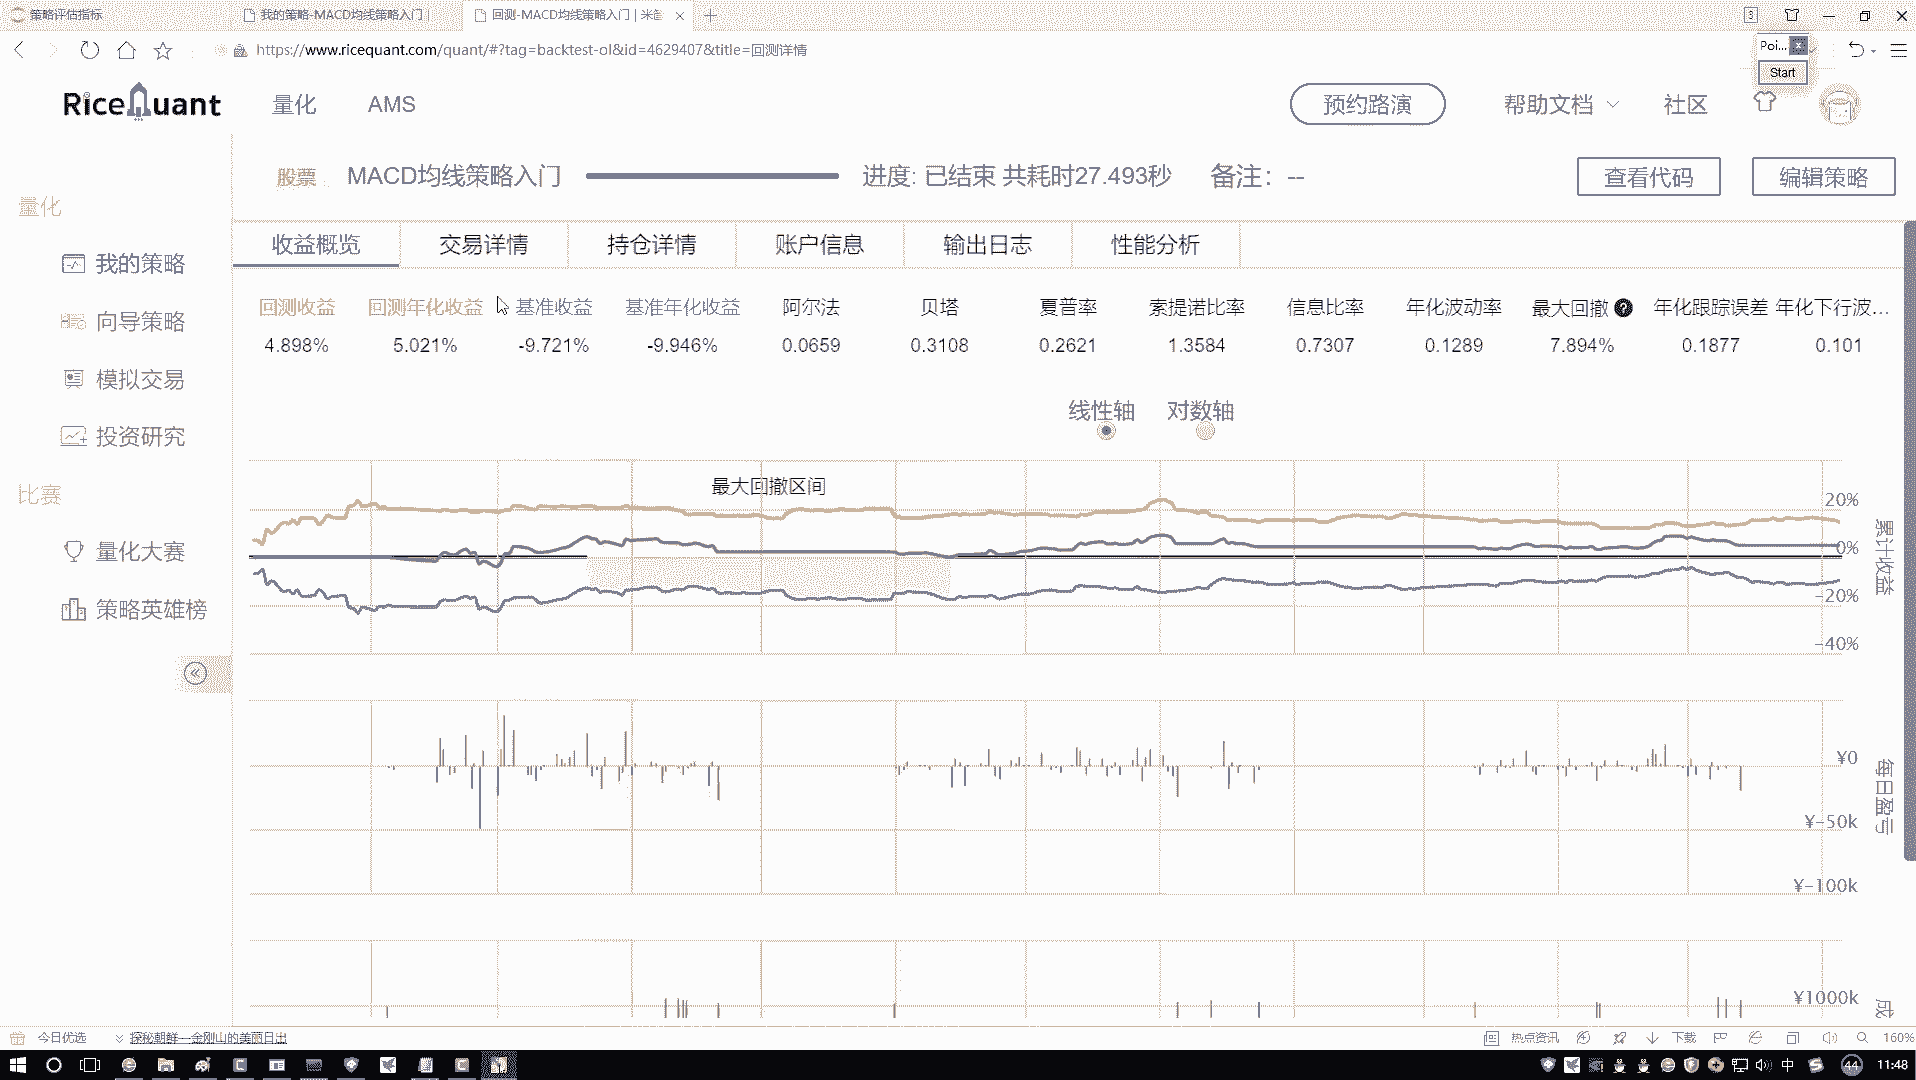 策略评估指标
我的策略-MACD均线策略入门
回测-MACD均线策略入门 | 米筐
3
https://www.ricequant.com/quant/#?tag=backtest-ol&id=4629407&title=回测详情
Poi...
Start
RiceQuant
量化
AMS
预约路演
帮助文档
社区
股票
MACD均线策略入门
进度: 已结束 共耗时27.493秒
备注: --
查看代码
编辑策略
量化
我的策略
向导策略
模拟交易
投资研究
比赛
量化大赛
策略英雄榜
收益概览
交易详情
持仓详情
账户信息
输出日志
性能分析
回测收益 回测年化收益 基准收益 基准年化收益 阿尔法 贝塔 夏普率 索提诺比率 信息比率 年化波动率 最大回撤 ? 年化跟踪误差 年化下行波...
4.898% 5.021% -9.721% -9.946% 0.0659 0.3108 0.2621 1.3584 0.7307 0.1289 7.894% 0.1877 0.101
线性轴 对数轴
最大回撤区间
20%
0%
-20%
-40%
累计收益
¥0
¥-50k
¥-100k
每日盈亏
¥1000k
成
今日优选
探秘朝鲜—金刚山的美丽日出
热点资讯
下载
160%
中
44
11:48